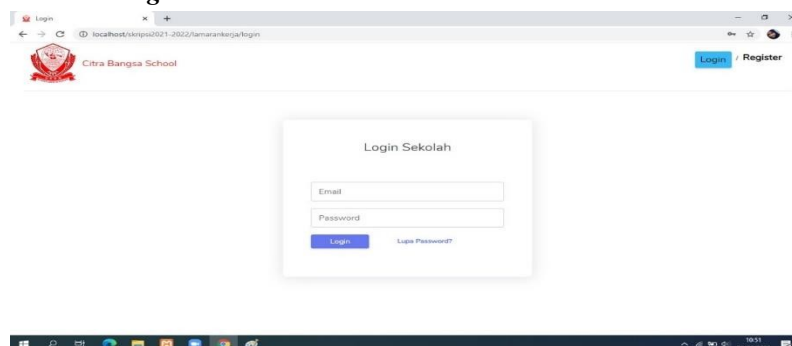 Login
localhost/skripsi2021-2022/lamarankerja/login
Citra Bangsa School
Login / Register
Login Sekolah
Email
Password
Login Lupa Password?
10:51